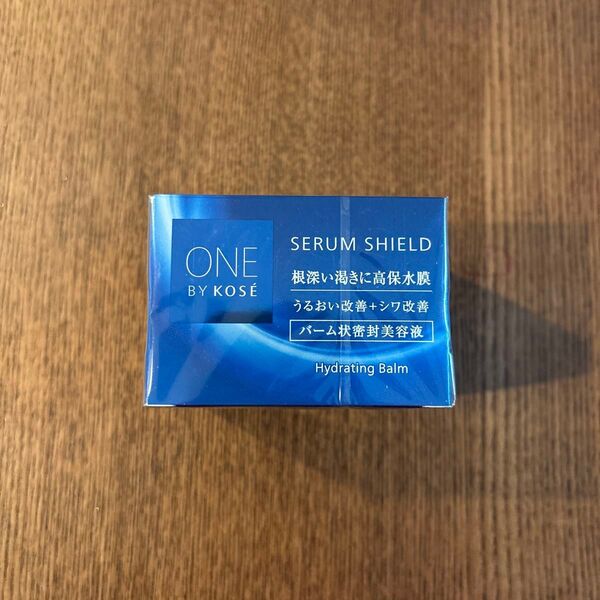 ONE
BY KOSÉ
SERUM SHIELD
根深い渇きに高保水膜
うるおい改善+シワ改善
バーム状密封美容液
Hydrating Balm